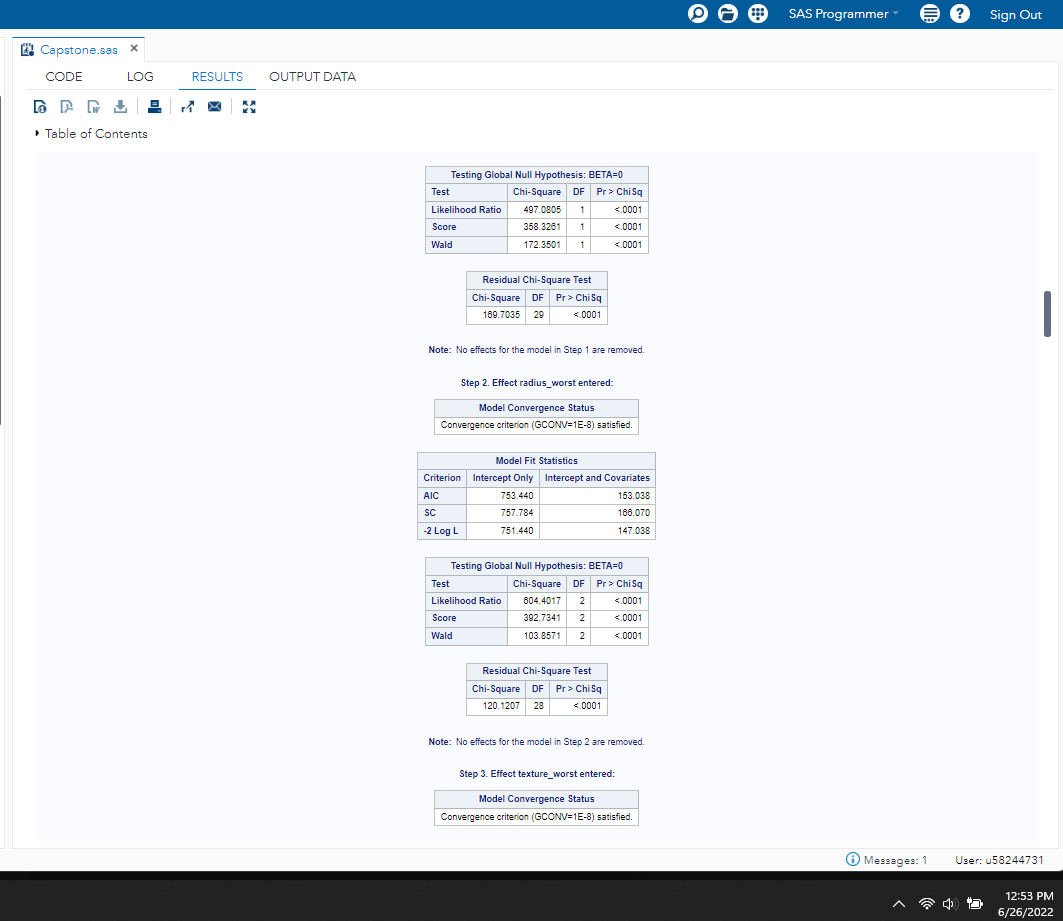 SAS Programmer
Sign Out
Capstone.sas
CODE LOG RESULTS OUTPUT DATA
Table of Contents
Testing Global Null Hypothesis: BETA=0
Test Chi-Square DF Pr > ChiSq
Likelihood Ratio 497.0805 1 <.0001
Score 358.3261 1 <.0001
Wald 172.3501 1 <.0001
Residual Chi-Square Test
Chi-Square DF Pr > ChiSq
169.7035 29 <.0001
Note: No effects for the model in Step 1 are removed.
Step 2. Effect radius_worst entered:
Model Convergence Status
Convergence criterion (GCONV=1E-8) satisfied.
Model Fit Statistics
Criterion Intercept Only Intercept and Covariates
AIC 753.440 153.038
SC 757.784 166.070
-2 Log L 751.440 147.038
Testing Global Null Hypothesis: BETA=0
Test Chi-Square DF Pr > ChiSq
Likelihood Ratio 604.4017 2 <.0001
Score 392.7341 2 <.0001
Wald 103.8571 2 <.0001
Residual Chi-Square Test
Chi-Square DF Pr > ChiSq
120.1207 28 <.0001
Note: No effects for the model in Step 2 are removed.
Step 3. Effect texture_worst entered:
Model Convergence Status
Convergence criterion (GCONV=1E-8) satisfied.
Messages: 1 User: u58244731
12:53 PM
6/26/2022